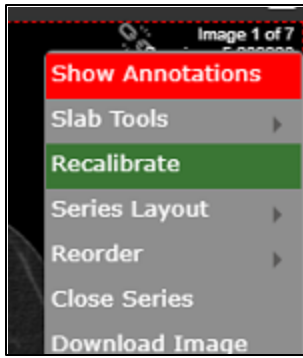 Image 1 of 7
Show Annotations
Slab Tools
Recalibrate
Series Layout
Reorder
Close Series
Download Image